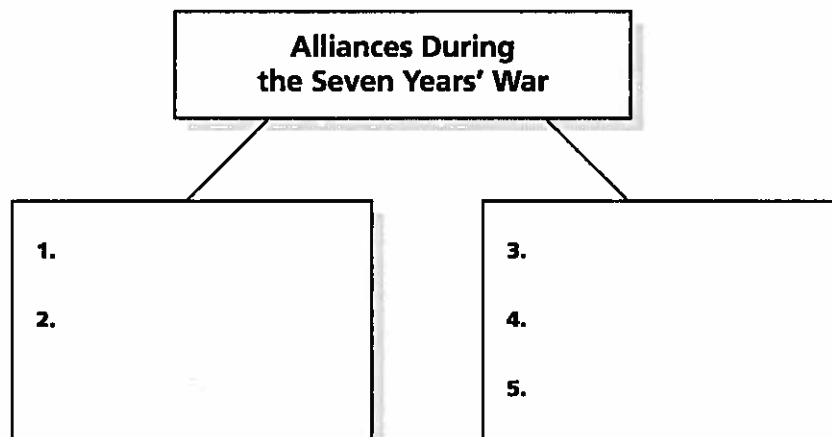 Alliances During
the Seven Years' War
1.
2.
3.
4.
5.